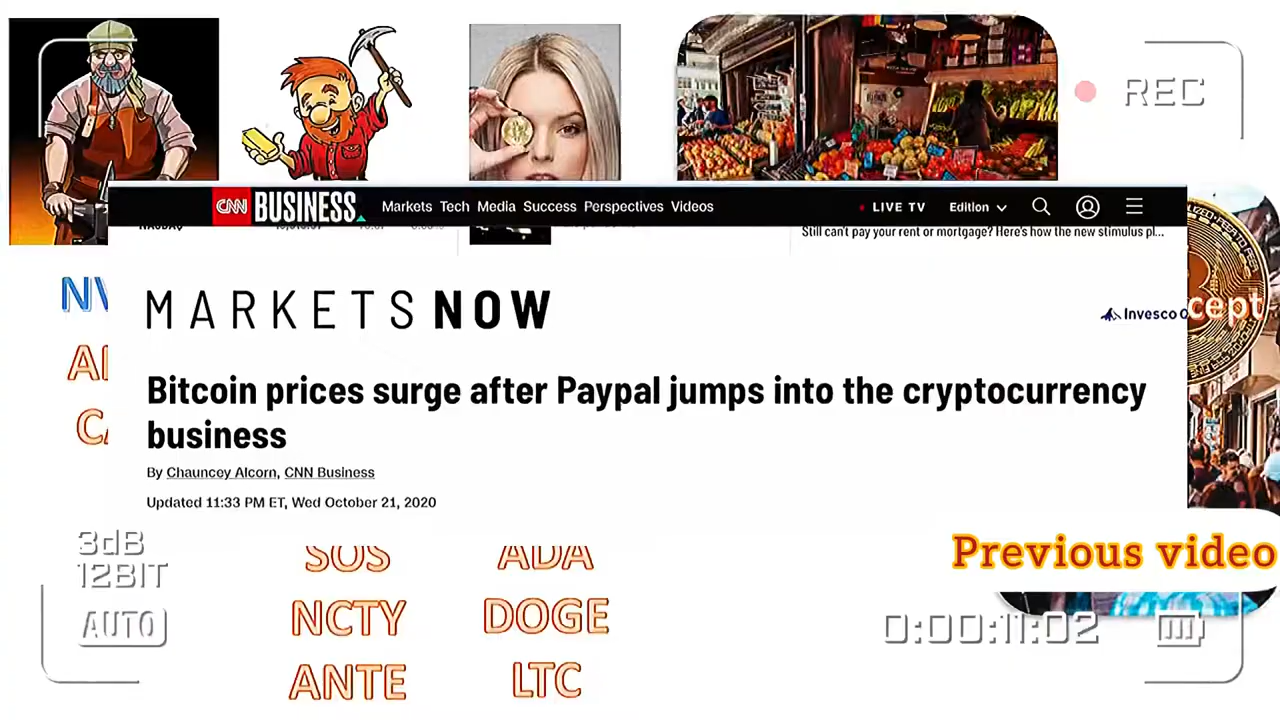 REC
CNN BUSINESS Markets Tech Media Success Perspectives Videos LIVE TV Edition
Still can't pay your rent or mortgage? Here's how the new stimulus pl...
MARKETS NOW
Invesco
cept
Bitcoin prices surge after Paypal jumps into the cryptocurrency
business
By Chauncey Alcorn, CNN Business
Updated 11:33 PM ET, Wed October 21, 2020
3dB
12BIT
AUTO
SOS
ADA
NCTY
DOGE
ANTE
LTC
Previous video
0:00:11:02